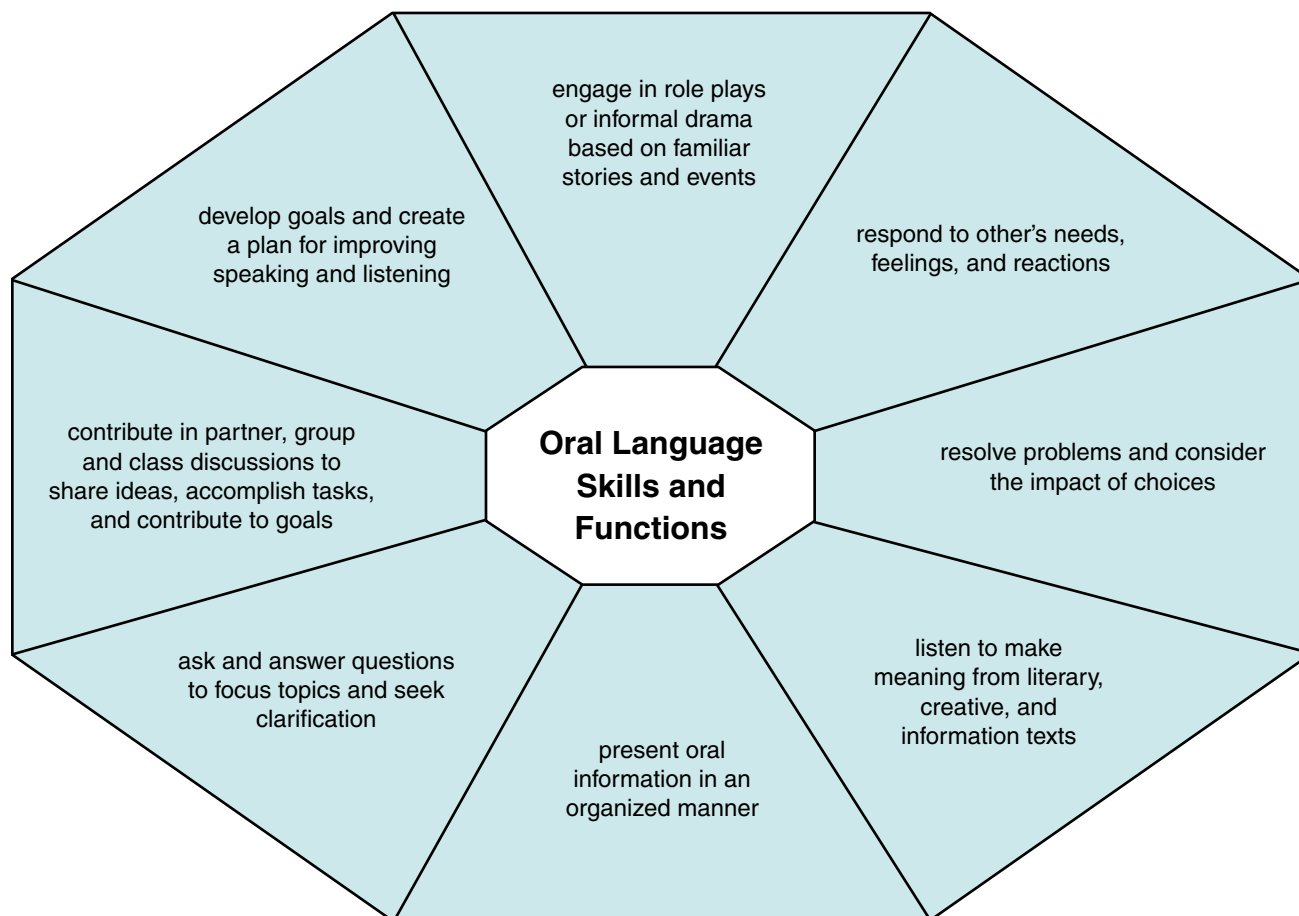 engage in role plays
or informal drama
based on familiar
stories and events
develop goals and create
a plan for improving
speaking and listening
respond to other’s needs,
feelings, and reactions
contribute in partner, group
and class discussions to
share ideas, accomplish tasks,
and contribute to goals
Oral Language
Skills and
Functions
resolve problems and consider
the impact of choices
ask and answer questions
to focus topics and seek
clarification
listen to make
meaning from literary,
creative, and
information texts
present oral
information in an
organized manner